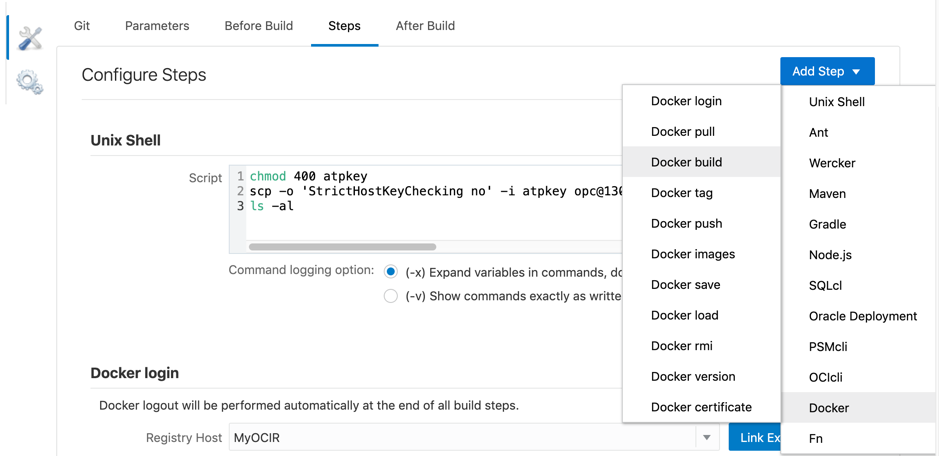 Git Parameters Before Build Steps After Build
Configure Steps
Add Step
Unix Shell
Script
1 chmod 400 atpkey
2 scp -o 'StrictHostKeyChecking no' -i atpkey opc@130
3 ls -al
Command logging option:
(-x) Expand variables in commands, do
(-v) Show commands exactly as writte
Docker login
Docker logout will be performed automatically at the end of all build steps.
Registry Host MyOCIR
Link Ex
Docker login
Docker pull
Docker build
Docker tag
Docker push
Docker images
Docker save
Docker load
Docker rmi
Docker version
Docker certificate
Unix Shell
Ant
Wercker
Maven
Gradle
Node.js
SQLcl
Oracle Deployment
PSMcli
OCIcli
Docker
Fn